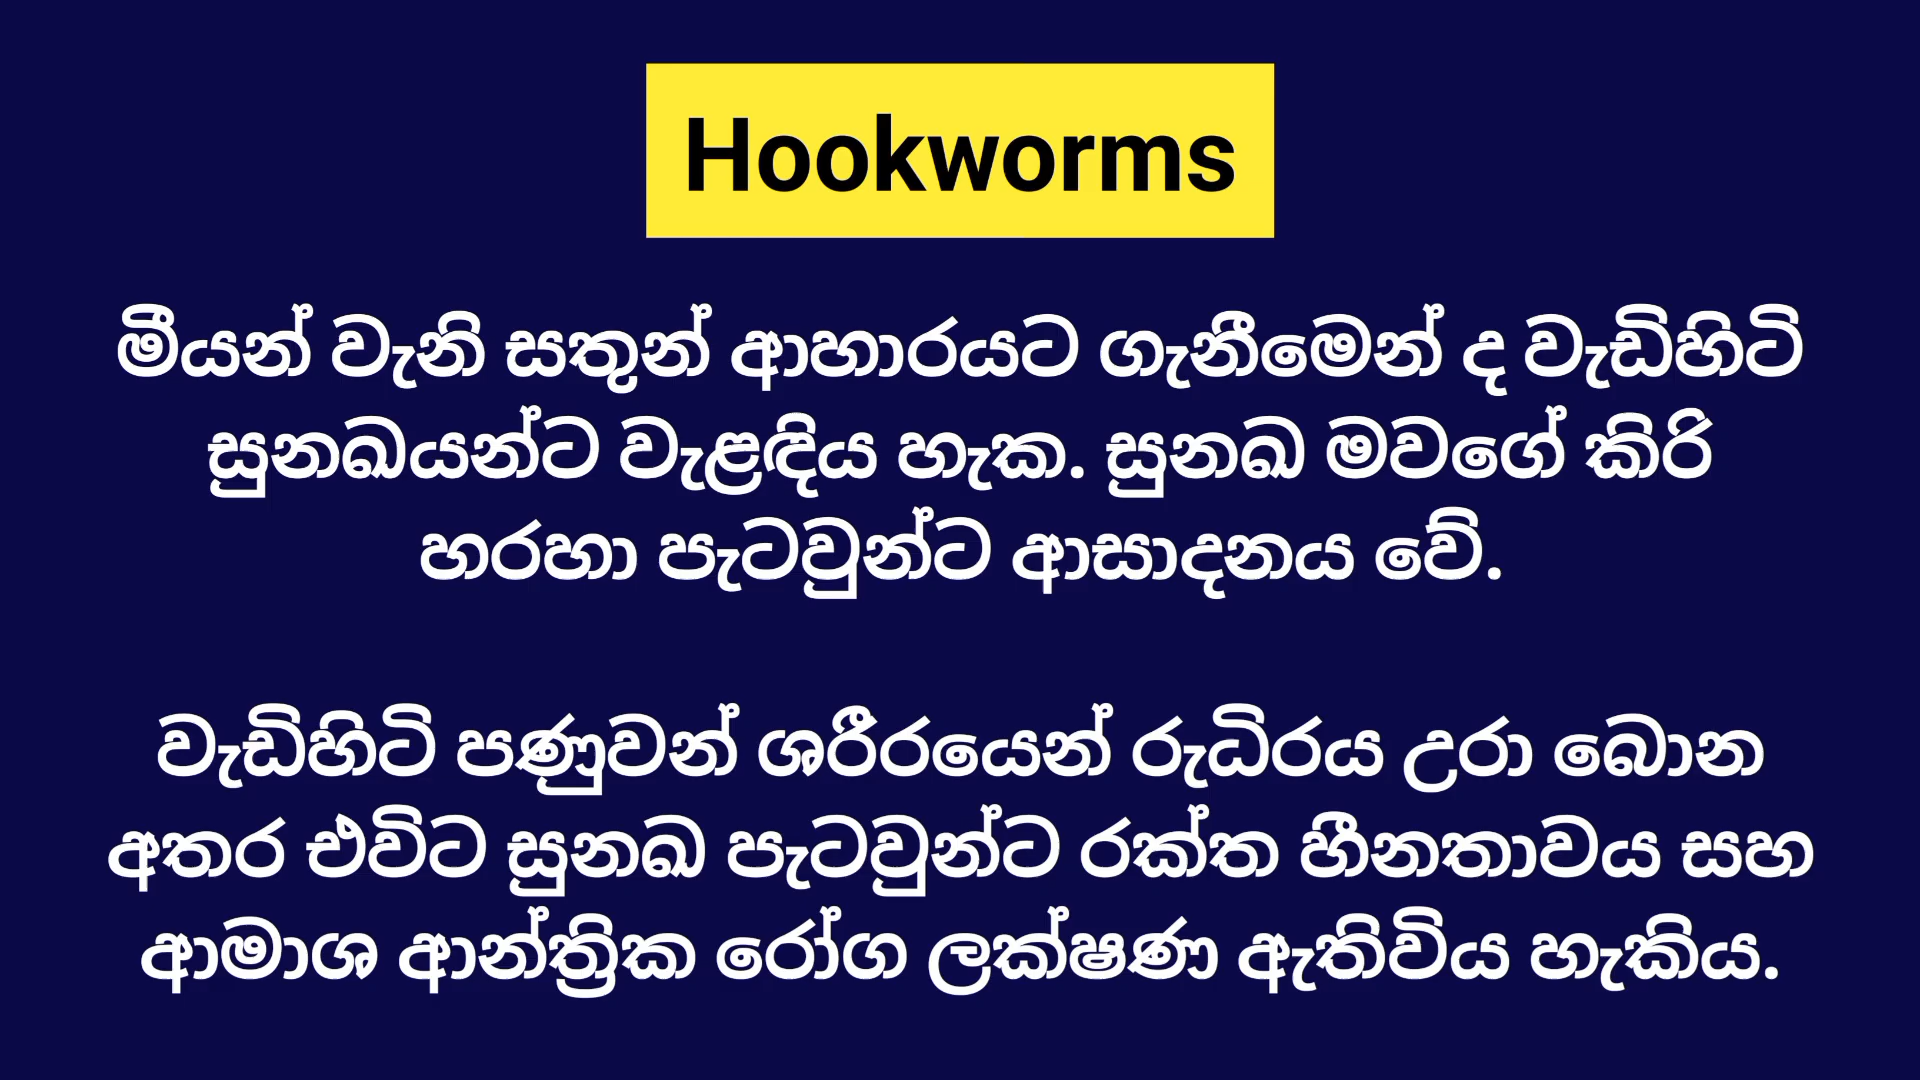 Hookworms
මීයන් වැනි සතුන් ආහාරයට ගැනීමෙන් ද වැඩිහිටි
සුනඛයන්ට වැළඳිය හැක. සුනඛ මවගේ කිරි
හරහා පැටවුන්ට ආසාදනය වේ.
වැඩිහිටි පණුවන් ශරීරයෙන් රුධිරය උරා බොන
අතර එවිට සුනඛ පැටවුන්ට රක්ත හීනතාවය සහ
ආමාශ ආන්ත්‍රික රෝග ලක්ෂණ ඇතිවිය හැකිය.